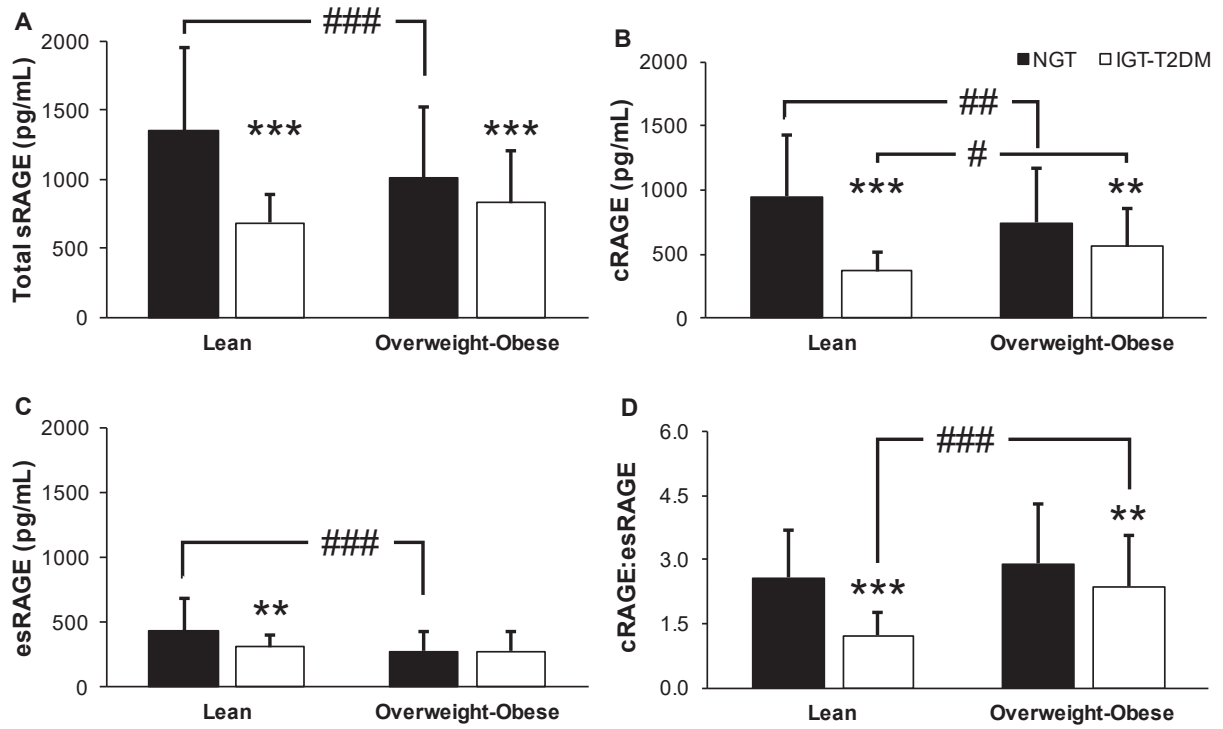 A
###
2000
1500
1000
500
0
Total sRAGE (pg/mL)
***
***
Lean
Overweight-Obese
B
NGT IGT-T2DM
##
#
2000
1500
1000
500
0
cRAGE (pg/mL)
***
**
Lean
Overweight-Obese
C
2000
1500
1000
500
0
esRAGE (pg/mL)
###
**
Lean
Overweight-Obese
D
6.0
4.5
3.0
1.5
0.0
cRAGE:esRAGE
###
***
**
Lean
Overweight-Obese